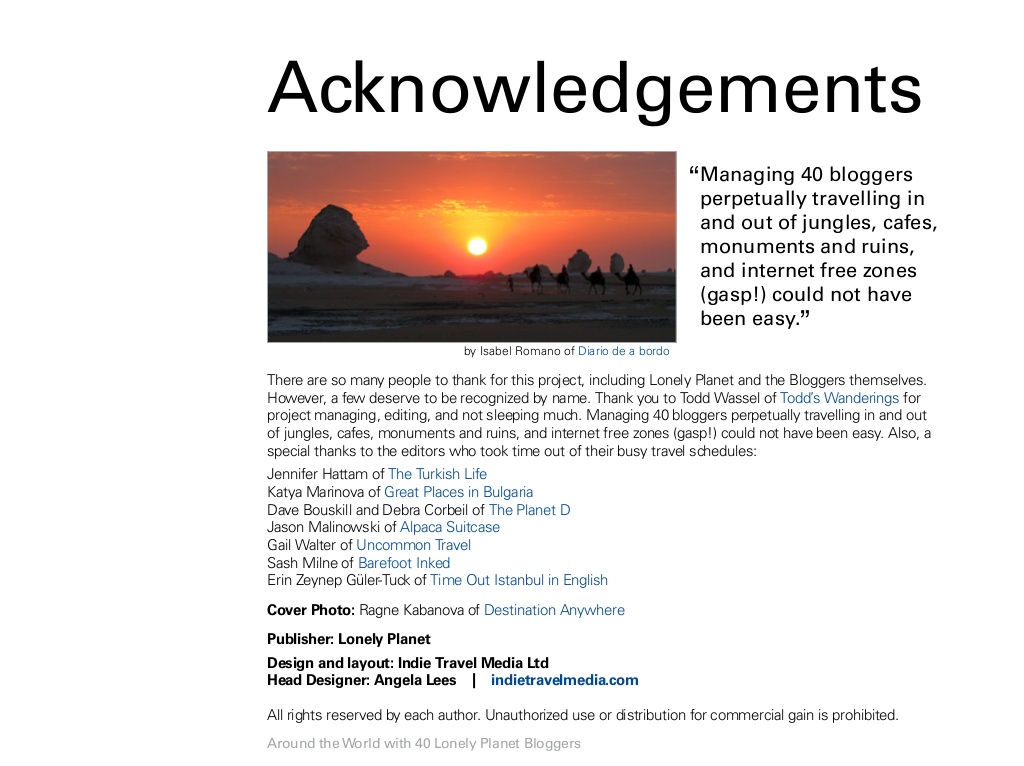 Acknowledgements
“Managing 40 bloggers
perpetually travelling in
and out of jungles, cafes,
monuments and ruins,
and internet free zones
(gasp!) could not have
been easy.”
by Isabel Romano of Diario de a bordo
There are so many people to thank for this project, including Lonely Planet and the Bloggers themselves.
However, a few deserve to be recognized by name. Thank you to Todd Wassel of Todd’s Wanderings for
project managing, editing, and not sleeping much. Managing 40 bloggers perpetually travelling in and out
of jungles, cafes, monuments and ruins, and internet free zones (gasp!) could not have been easy. Also, a
special thanks to the editors who took time out of their busy travel schedules:
Jennifer Hattam of The Turkish Life
Katya Marinova of Great Places in Bulgaria
Dave Bouskill and Debra Corbeil of The Planet D
Jason Malinowski of Alpaca Suitcase
Gail Walter of Uncommon Travel
Sash Milne of Barefoot Inked
Erin Zeynep Güler-Tuck of Time Out Istanbul in English
Cover Photo: Ragne Kabanova of Destination Anywhere
Publisher: Lonely Planet
Design and layout: Indie Travel Media Ltd
Head Designer: Angela Lees | indietravelmedia.com
All rights reserved by each author. Unauthorized use or distribution for commercial gain is prohibited.
Around the World with 40 Lonely Planet Bloggers